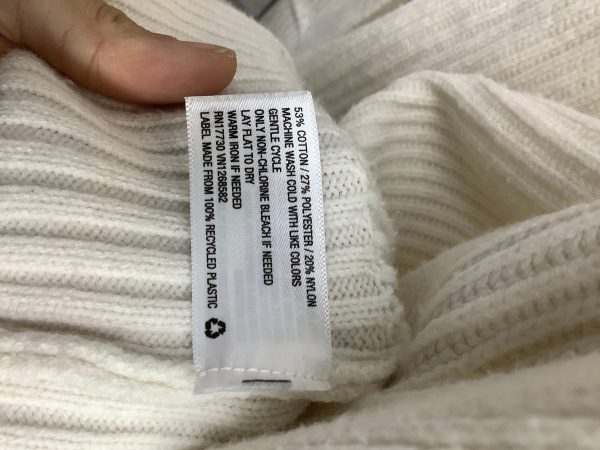 53% COTTON / 27% POLYESTER / 20% NYLON
MACHINE WASH COLD WITH LIKE COLORS
GENTLE CYCLE
ONLY NON-CHLORINE BLEACH IF NEEDED
LAY FLAT TO DRY
WARM IRON IF NEEDED
RN17730 VN1268582
LABEL MADE FROM 100% RECYCLED PLASTIC